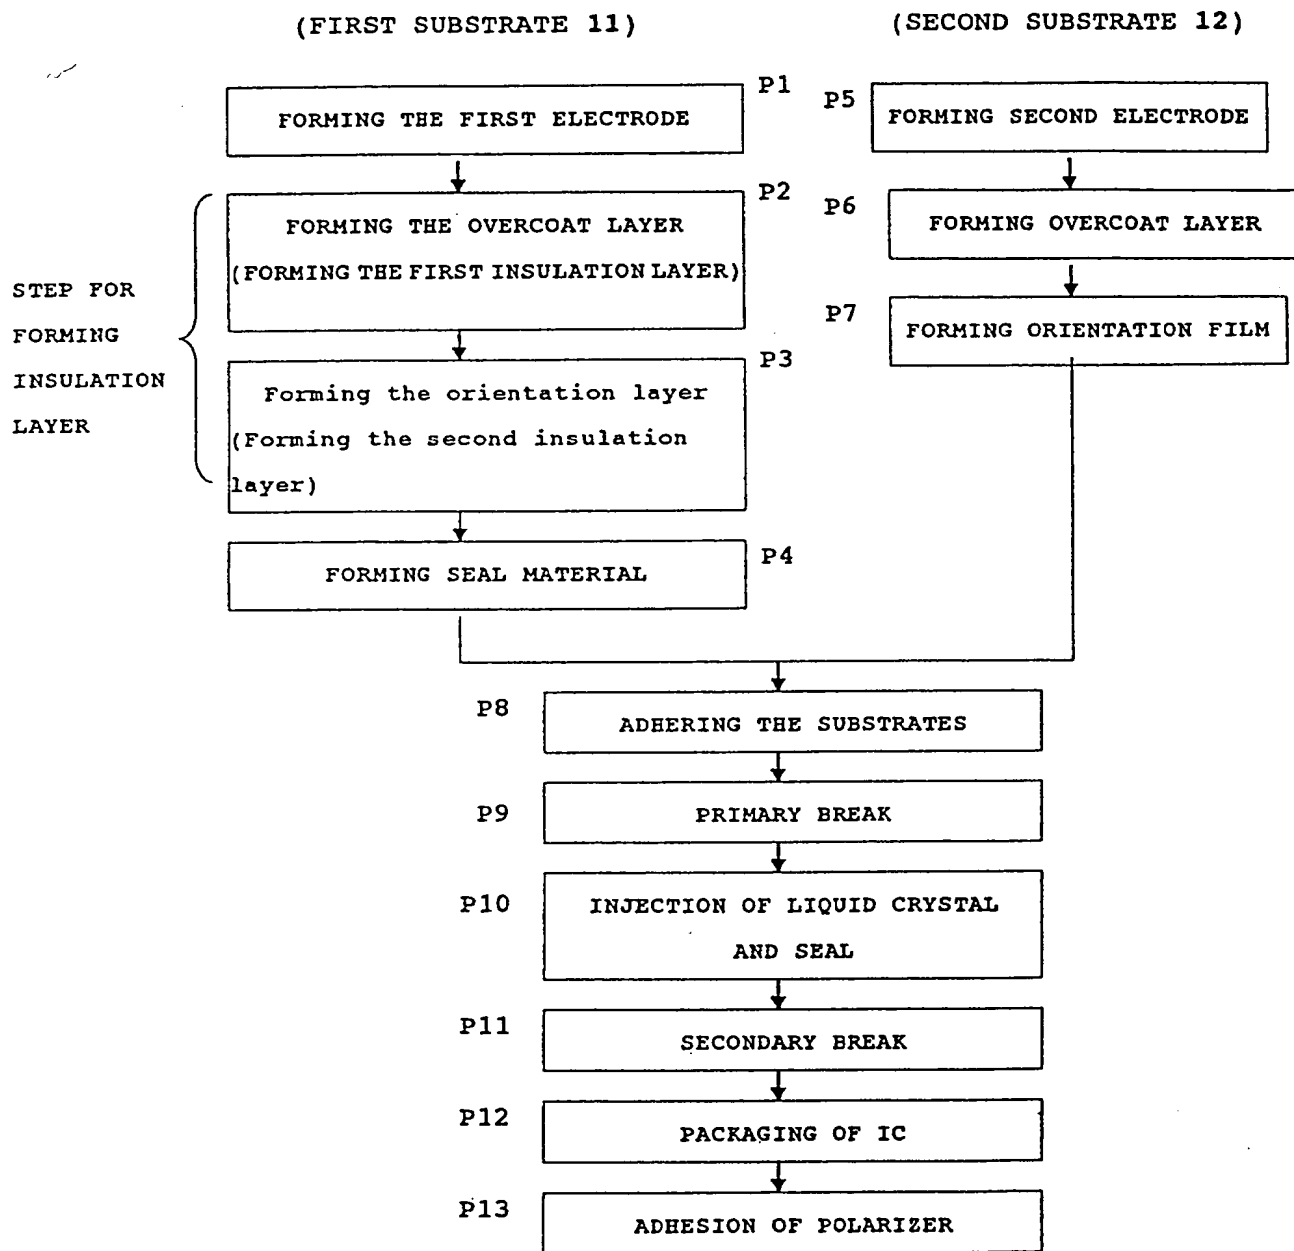 (FIRST SUBSTRATE 11)
P1
FORMING THE FIRST ELECTRODE
P2
FORMING THE OVERCOAT LAYER
(FORMING THE FIRST INSULATION LAYER)
STEP FOR
FORMING
INSULATION
LAYER
P3
Forming the orientation layer
(Forming the second insulation
layer)
P4
FORMING SEAL MATERIAL
(SECOND SUBSTRATE 12)
P5
FORMING SECOND ELECTRODE
P6
FORMING OVERCOAT LAYER
P7
FORMING ORIENTATION FILM
P8
ADHERING THE SUBSTRATES
P9
PRIMARY BREAK
P10
INJECTION OF LIQUID CRYSTAL
AND SEAL
P11
SECONDARY BREAK
P12
PACKAGING OF IC
P13
ADHESION OF POLARIZER